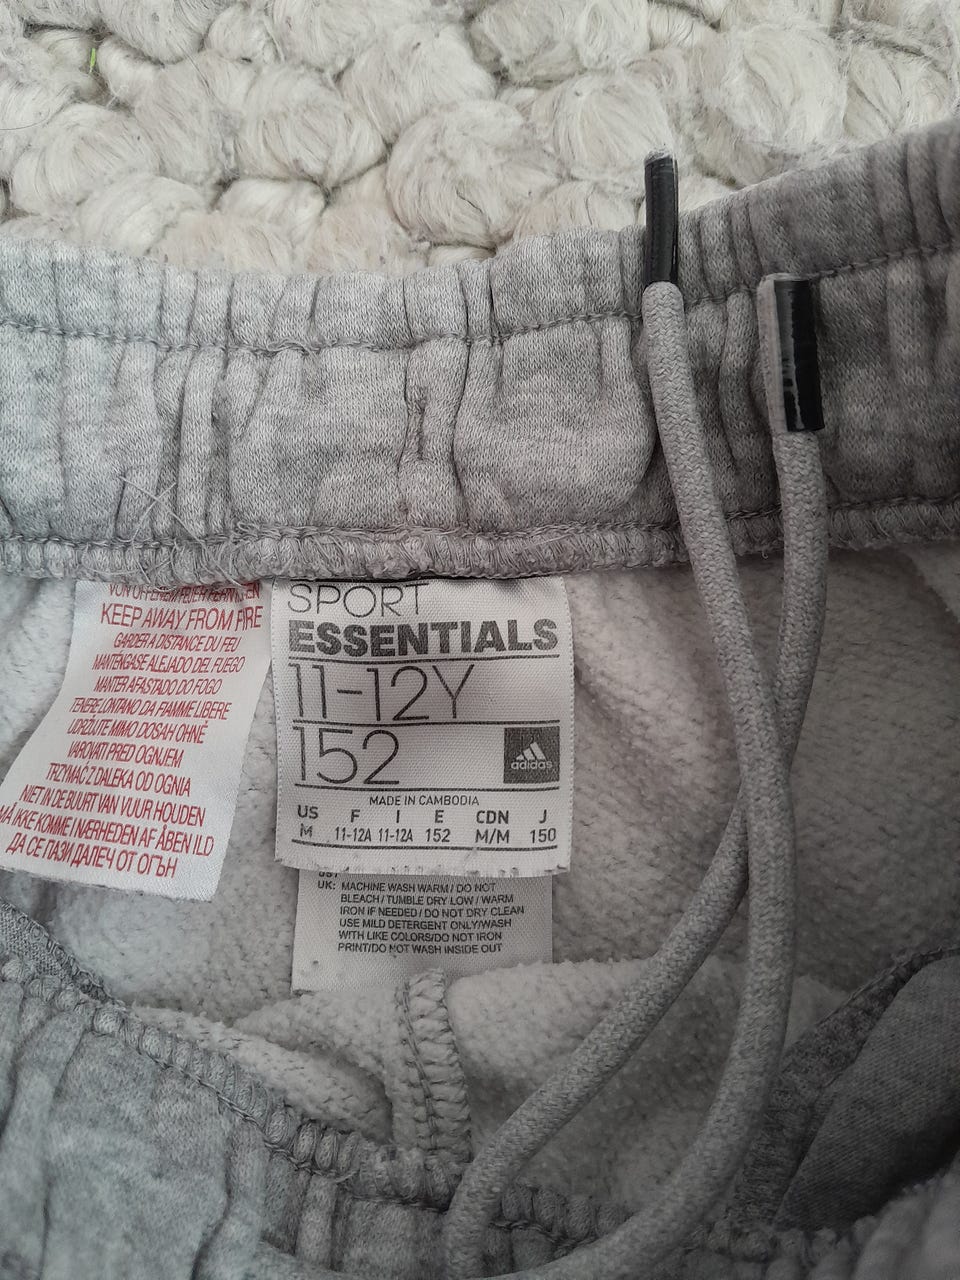 VON OFFENEM FEUER FERNHALTEN
KEEP AWAY FROM FIRE
GARDER A DISTANCE DU FEU
MANTÉNGASE ALEJADO DEL FUEGO
MANTER AFASTADO DO FOGO
TENERE LONTANO DA FIAMME LIBERE
UDRŽUJTE MIMO DOSAH OHNĚ
VAROVATI PRED OGNJEM
TRZYMAĆ Z DALEKA OD OGNIA
NIET IN DE BUURT VAN VUUR HOUDEN
MÅ IKKE KOMME I NÆRHEDEN AF ÅBEN ILD
ДА СЕ ПАЗИ ДАЛЕЧ ОТ ОГЪН
SPORT
ESSENTIALS
11-12Y
152
adidas
MADE IN CAMBODIA
US F I E CDN J
M 11-12A 11-12A 152 M/M 150
UK: MACHINE WASH WARM / DO NOT
BLEACH / TUMBLE DRY LOW / WARM
IRON IF NEEDED / DO NOT DRY CLEAN
USE MILD DETERGENT ONLY/WASH
WITH LIKE COLORS/DO NOT IRON
PRINT/DO NOT WASH INSIDE OUT